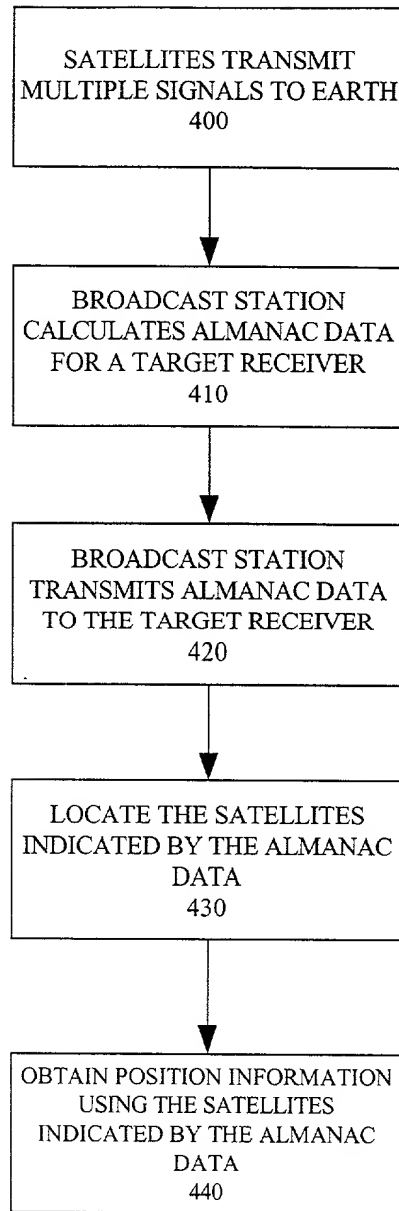 SATELLITES TRANSMIT
MULTIPLE SIGNALS TO EARTH
400
BROADCAST STATION
CALCULATES ALMANAC DATA
FOR A TARGET RECEIVER
410
BROADCAST STATION
TRANSMITS ALMANAC DATA
TO THE TARGET RECEIVER
420
LOCATE THE SATELLITES
INDICATED BY THE ALMANAC
DATA
430
OBTAIN POSITION INFORMATION
USING THE SATELLITES
INDICATED BY THE ALMANAC
DATA
440